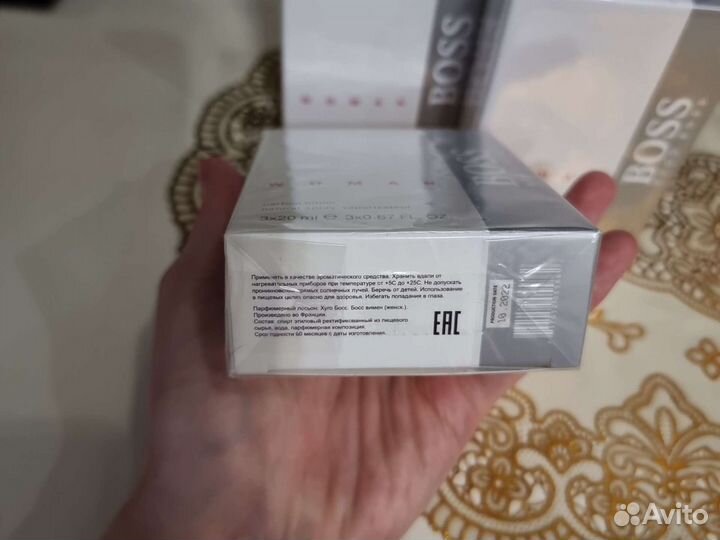 BOSS
BOSS
WOMAN
3x20 ml e 3x0.67 FL. OZ
Применять в качестве ароматического средства. Хранить вдали от
нагревательных приборов при температуре от +5С до +25С. Не допускать
проникновения прямых солнечных лучей. Беречь от детей. Использование
в пищевых целях опасно для здоровья. Избегать попадания в глаза.
Парфюмерный лосьон: Хуго Босс. Босс вимен (женск.).
Произведено во Франции.
Состав: спирт этиловый ректификованный из пищевого
сырья, вода, парфюмерная композиция.
Срок годности 60 месяцев с даты изготовления.
EAC
PRODUCTION DATE
10 2022
Avito